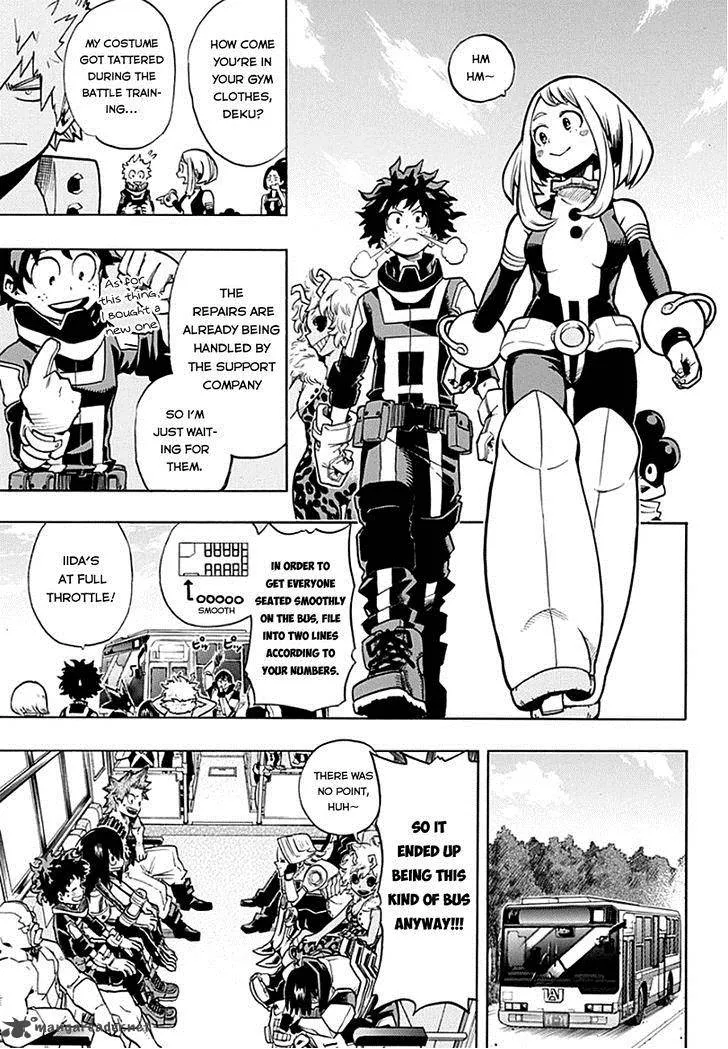 HM
HM~
HOW COME
YOU'RE IN
YOUR GYM
CLOTHES,
DEKU?
MY COSTUME
GOT TATTERED
DURING THE
BATTLE TRAIN-
ING...
THE
REPAIRS ARE
ALREADY BEING
HANDLED BY
THE SUPPORT
COMPANY
SO I'M
JUST WAIT-
ING FOR
THEM.
As for
this thing,
bought a
new one
IN ORDER TO
GET EVERYONE
SEATED SMOOTHLY
ON THE BUS, FILE
INTO TWO LINES
ACCORDING TO
YOUR NUMBERS.
SMOOTH
IIDA'S
AT FULL
THROTTLE!
ピッ ピッ
SO IT
ENDED UP
BEING THIS
KIND OF BUS
ANYWAY!!!
THERE WAS
NO POINT,
HUH~
mangareader.net